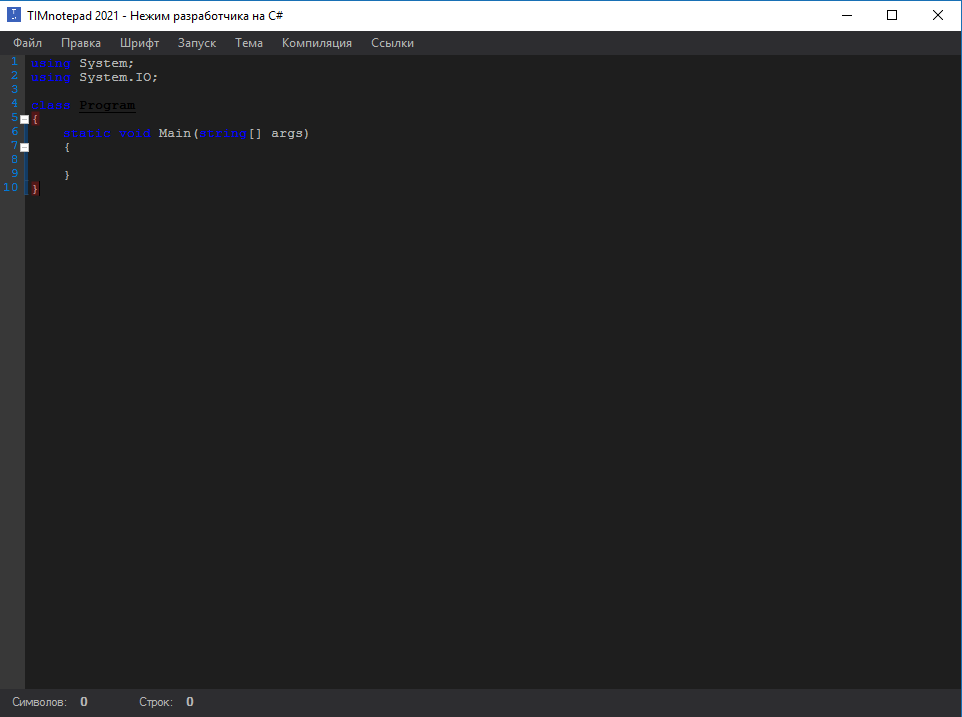 TIMnotepad 2021 - Нежим разработчика на C#
Файл Правка Шрифт Запуск Тема Компиляция Ссылки
1 using System;
2 using System.IO;
3
4 class Program
5 {
6 static void Main(string[] args)
7 {
8
9 }
10 }
Символов: 0 Строк: 0